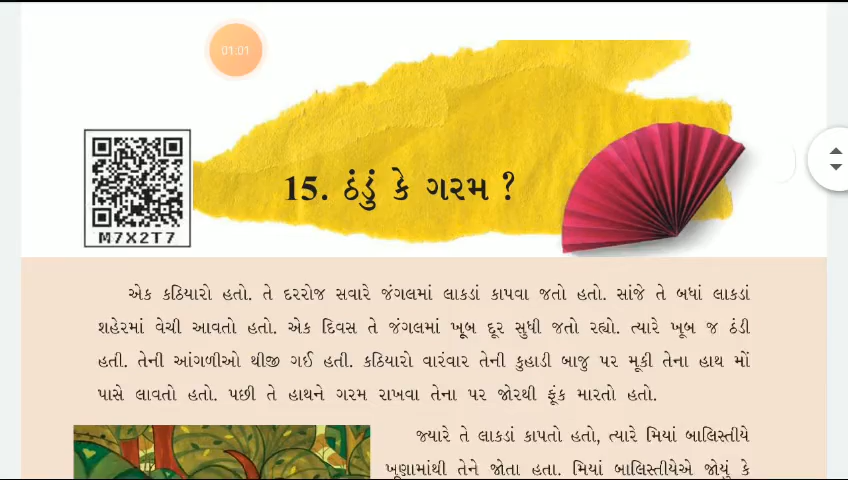 01:01
15. ઠંડું કે ગરમ ?
M7X2T7
એક કઠિયારો હતો. તે દરરોજ સવારે જંગલમાં લાકડાં કાપવા જતો હતો. સાંજે તે બધાં લાકડાં
શહેરમાં વેચી આવતો હતો. એક દિવસ તે જંગલમાં ખૂબ દૂર સુધી જતો રહ્યો. ત્યારે ખૂબ જ ઠંડી
હતી. તેની આંગળીઓ થીજી ગઈ હતી. કઠિયારો વારંવાર તેની કુહાડી બાજુ પર મૂકી તેના હાથ મોં
પાસે લાવતો હતો. પછી તે હાથને ગરમ રાખવા તેના પર જોરથી ફૂંક મારતો હતો.
જ્યારે તે લાકડાં કાપતો હતો, ત્યારે મિયાં બાલિસ્તીયે
ખૂણામાંથી તેને જોતા હતા. મિયાં બાલિસ્તીયેએ જોયું કે